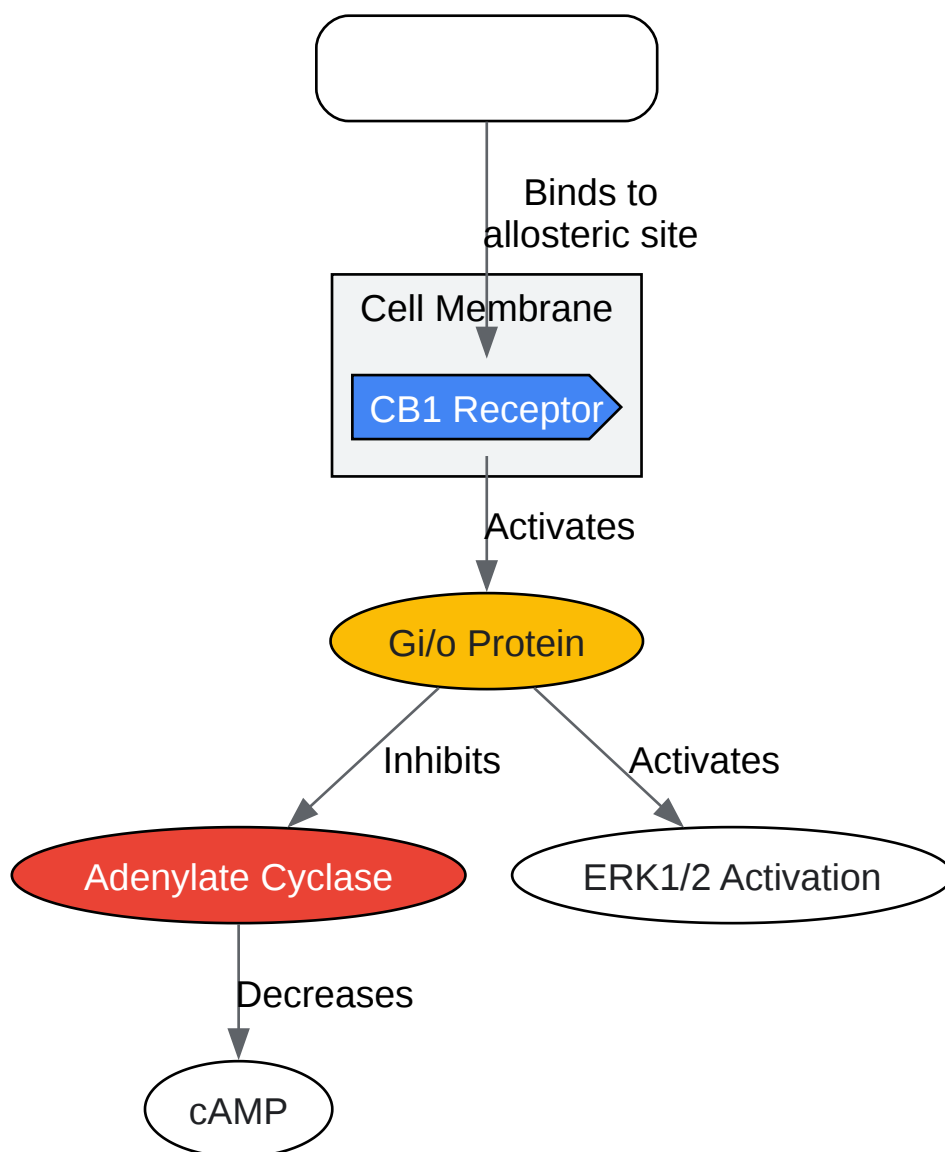 Binds to
allosteric site
Cell Membrane
CB1 Receptor
Activates
Gi/o Protein
Inhibits
Activates
Adenylate Cyclase
ERK1/2 Activation
Decreases
cAMP